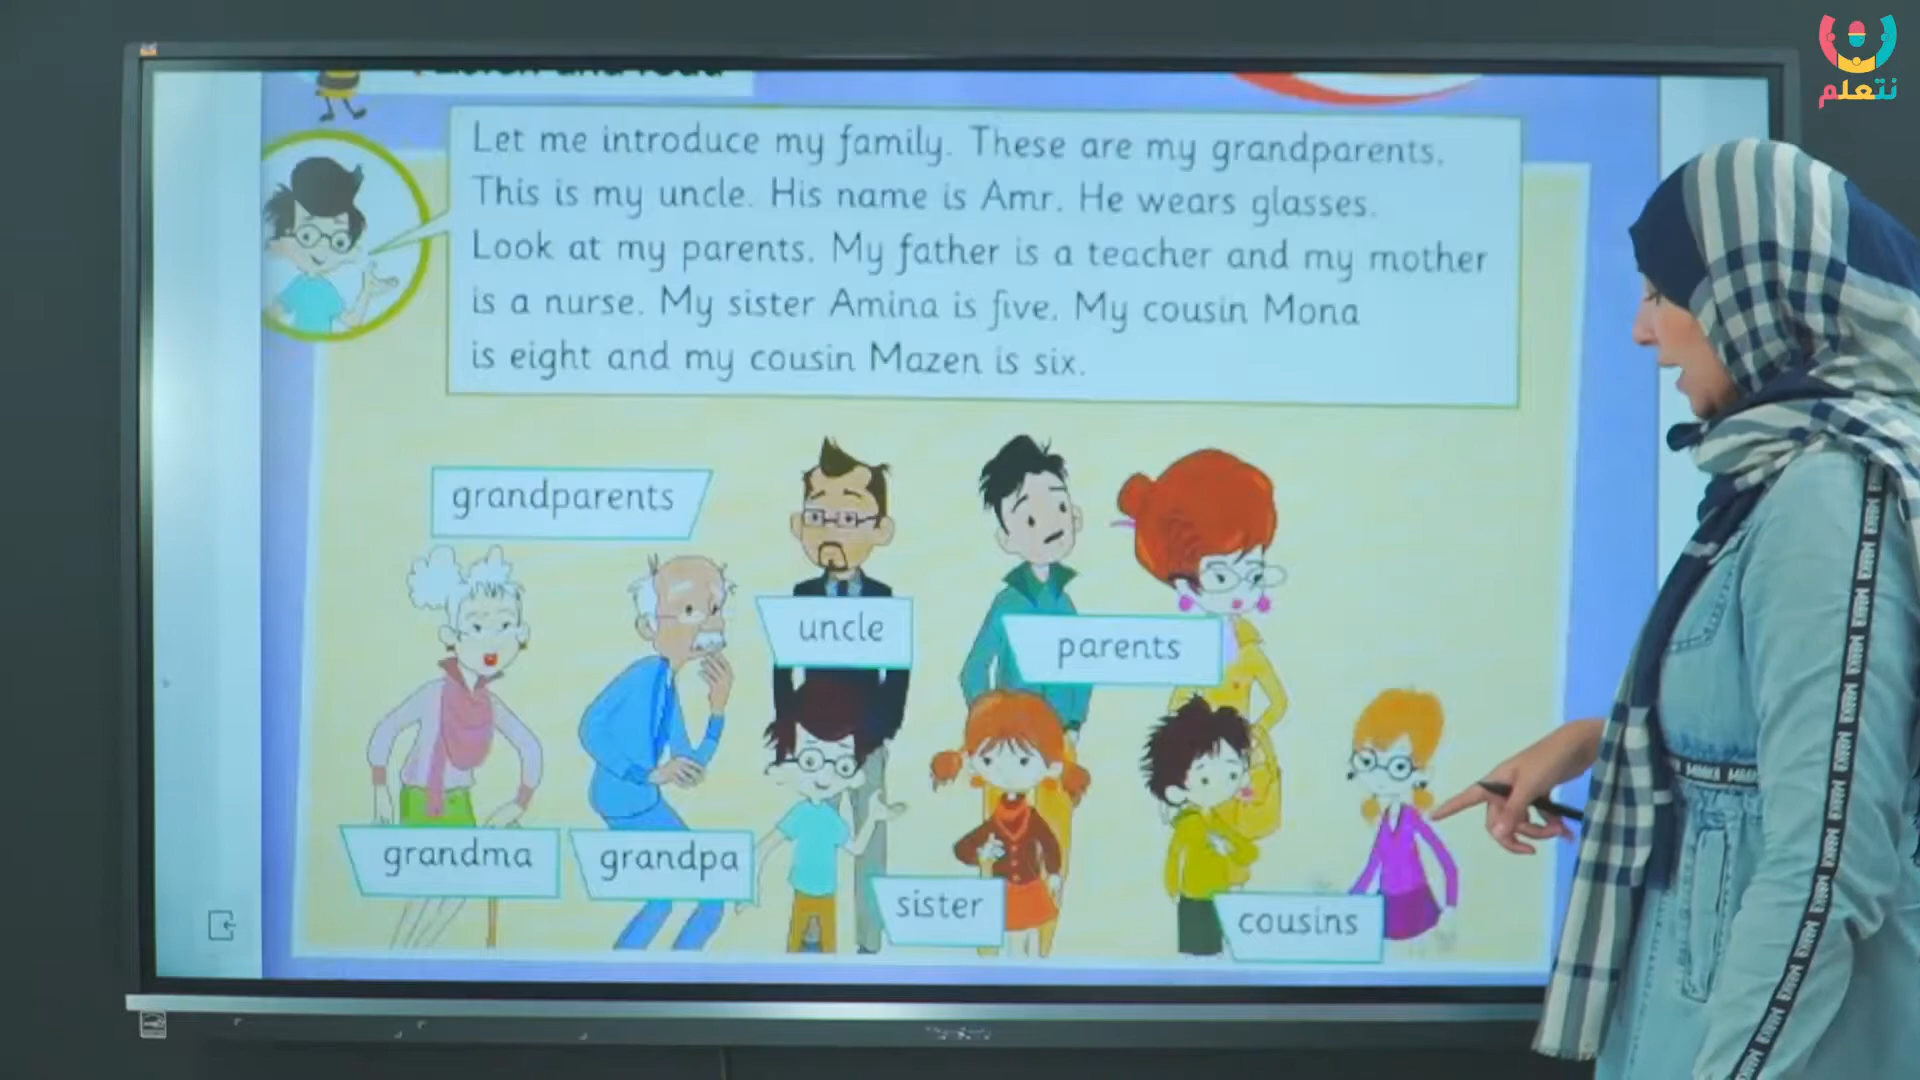 نتعلم
Listen and read
Let me introduce my family. These are my grandparents.
This is my uncle. His name is Amr. He wears glasses.
Look at my parents. My father is a teacher and my mother
is a nurse. My sister Amina is five. My cousin Mona
is eight and my cousin Mazen is six.
grandparents
uncle
parents
grandma
grandpa
sister
cousins